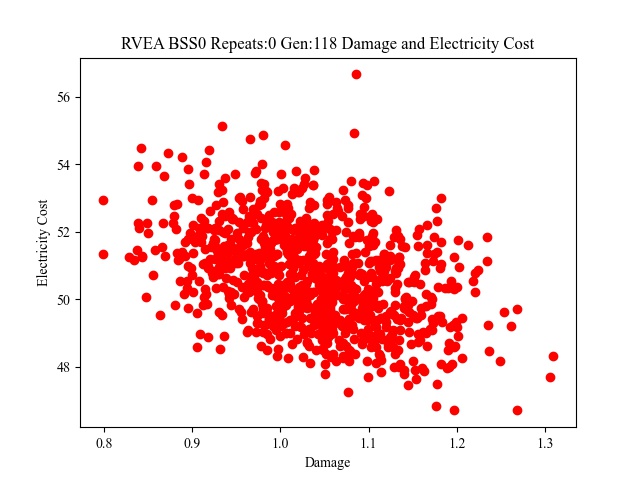 RVEA BSS0 Repeats:0 Gen:118 Damage and Electricity Cost
56
54
52
50
48
Electricity Cost
0.8 0.9 1.0 1.1 1.2 1.3
Damage